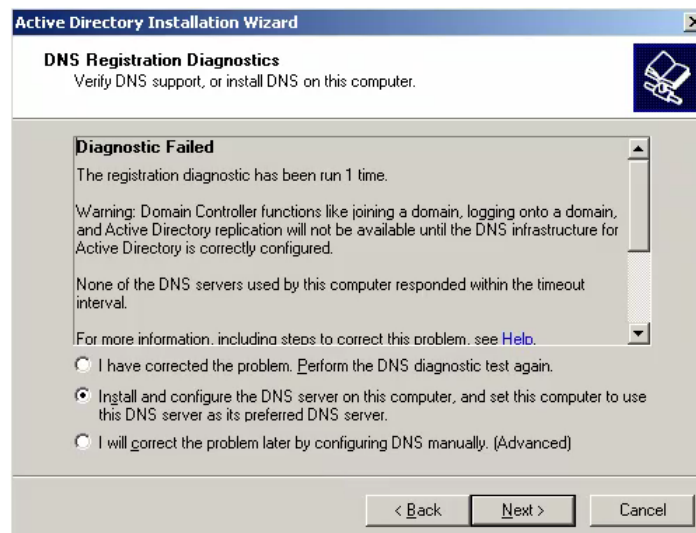 Active Directory Installation Wizard
DNS Registration Diagnostics
Verify DNS support, or install DNS on this computer.
Diagnostic Failed
The registration diagnostic has been run 1 time.
Warning: Domain Controller functions like joining a domain, logging onto a domain,
and Active Directory replication will not be available until the DNS infrastructure for
Active Directory is correctly configured.
None of the DNS servers used by this computer responded within the timeout
interval.
For more information, including steps to correct this problem, see Help.
I have corrected the problem. Perform the DNS diagnostic test again.
Install and configure the DNS server on this computer, and set this computer to use
this DNS server as its preferred DNS server.
I will correct the problem later by configuring DNS manually. (Advanced)
< Back Next > Cancel